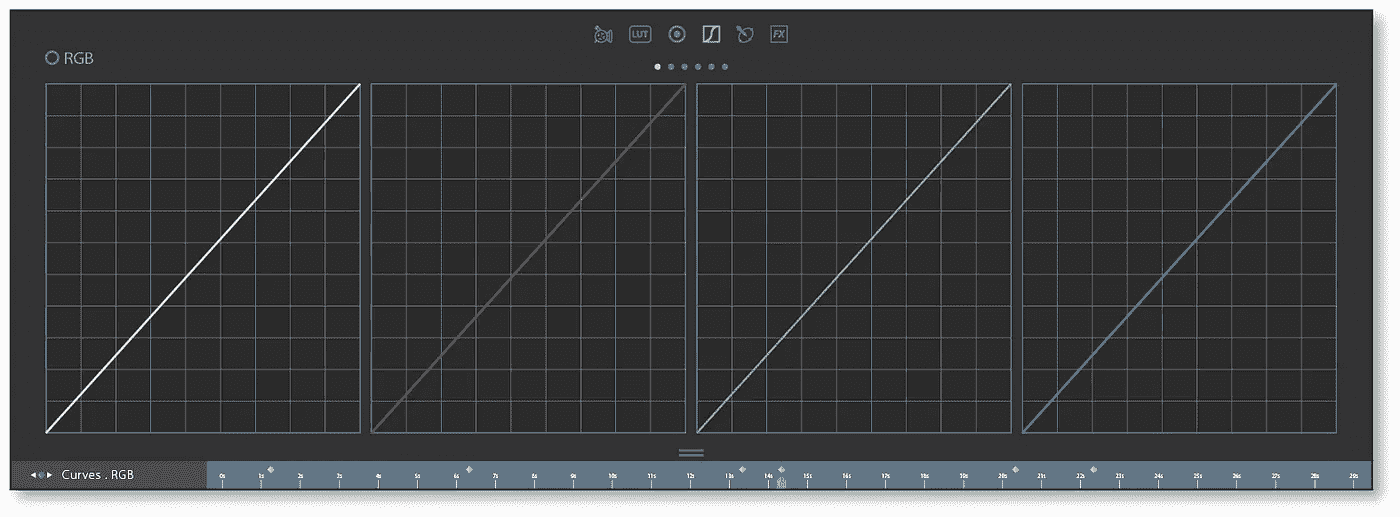 LUT FX
RGB
Curves . RGB 0s 1s 2s 3s 4s 5s 6s 7s 8s 9s 10s 11s 12s 13s 14s 15s 16s 17s 18s 19s 20s 21s 22s 23s 24s 25s 26s 27s 28s 29s